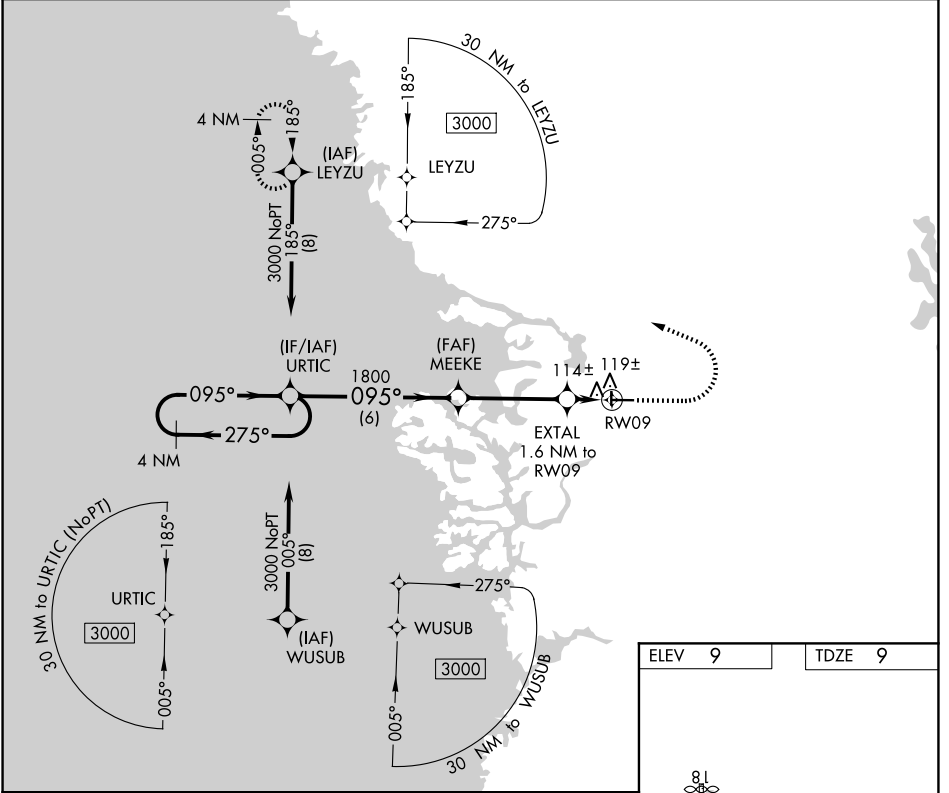 30 NM to LEYZU
185°
3000
LEYZU
275°
4 NM
185°
005°
(IAF)
LEYZU
3000 NoPT
185°
(8)
(IF/IAF)
URTIC
095°
275°
4 NM
1800
095°
(6)
(FAF)
MEEKE
114±
119±
EXTAL
1.6 NM to
RW09
RW09
30 NM to URTIC (NoPT)
185°
URTIC
3000
005°
3000 NoPT
005°
(8)
(IAF)
WUSUB
275°
WUSUB
3000
005°
30 NM to WUSUB
ELEV 9
TDZE 9
18